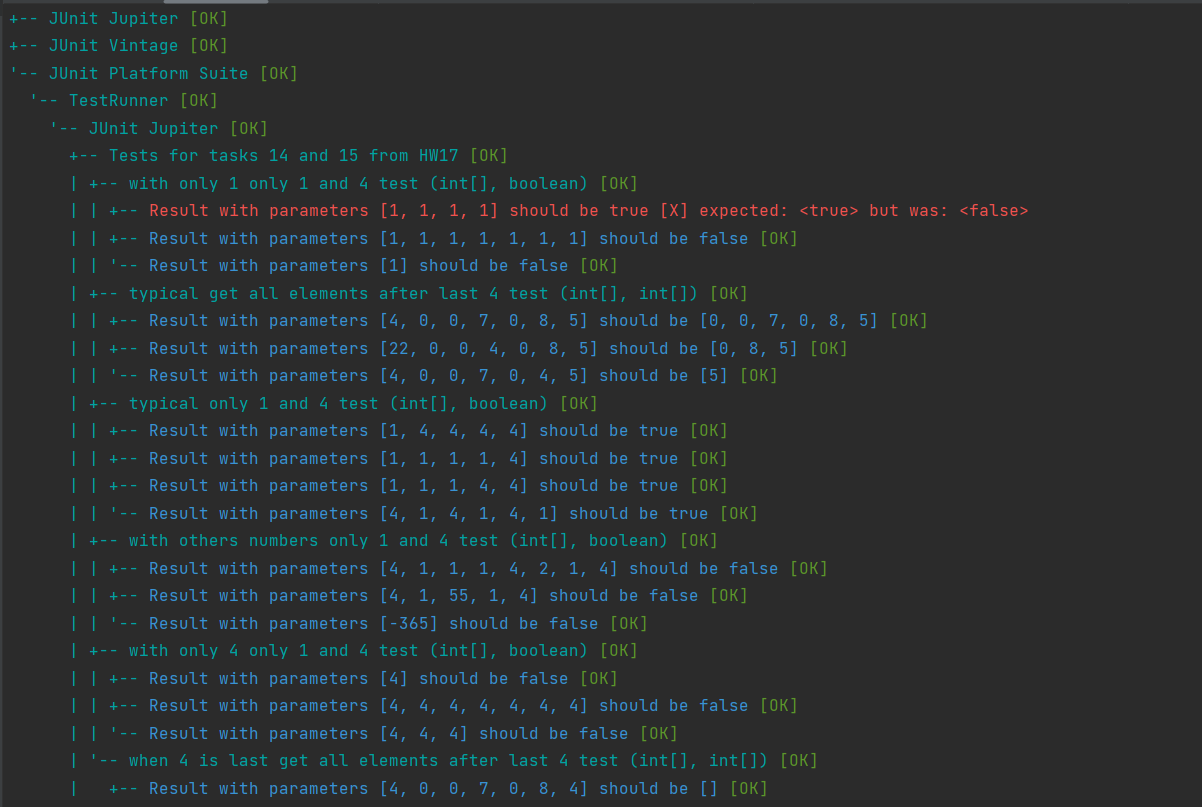 +-- JUnit Jupiter [OK]
+-- JUnit Vintage [OK]
'-- JUnit Platform Suite [OK]
  '-- TestRunner [OK]
    '-- JUnit Jupiter [OK]
      +-- Tests for tasks 14 and 15 from HW17 [OK]
      | +-- with only 1 only 1 and 4 test (int[], boolean) [OK]
      | | +-- Result with parameters [1, 1, 1, 1] should be true [X] expected: <true> but was: <false>
      | | +-- Result with parameters [1, 1, 1, 1, 1, 1, 1] should be false [OK]
      | | '-- Result with parameters [1] should be false [OK]
      | +-- typical get all elements after last 4 test (int[], int[]) [OK]
      | | +-- Result with parameters [4, 0, 0, 7, 0, 8, 5] should be [0, 0, 7, 0, 8, 5] [OK]
      | | +-- Result with parameters [22, 0, 0, 4, 0, 8, 5] should be [0, 8, 5] [OK]
      | | '-- Result with parameters [4, 0, 0, 7, 0, 4, 5] should be [5] [OK]
      | +-- typical only 1 and 4 test (int[], boolean) [OK]
      | | +-- Result with parameters [1, 4, 4, 4, 4] should be true [OK]
      | | +-- Result with parameters [1, 1, 1, 1, 4] should be true [OK]
      | | +-- Result with parameters [1, 1, 1, 4, 4] should be true [OK]
      | | '-- Result with parameters [4, 1, 4, 1, 4, 1] should be true [OK]
      | +-- with others numbers only 1 and 4 test (int[], boolean) [OK]
      | | +-- Result with parameters [4, 1, 1, 1, 4, 2, 1, 4] should be false [OK]
      | | +-- Result with parameters [4, 1, 55, 1, 4] should be false [OK]
      | | '-- Result with parameters [-365] should be false [OK]
      | +-- with only 4 only 1 and 4 test (int[], boolean) [OK]
      | | +-- Result with parameters [4] should be false [OK]
      | | +-- Result with parameters [4, 4, 4, 4, 4, 4, 4] should be false [OK]
      | | '-- Result with parameters [4, 4, 4] should be false [OK]
      | '-- when 4 is last get all elements after last 4 test (int[], int[]) [OK]
      |   +-- Result with parameters [4, 0, 0, 7, 0, 8, 4] should be [] [OK]